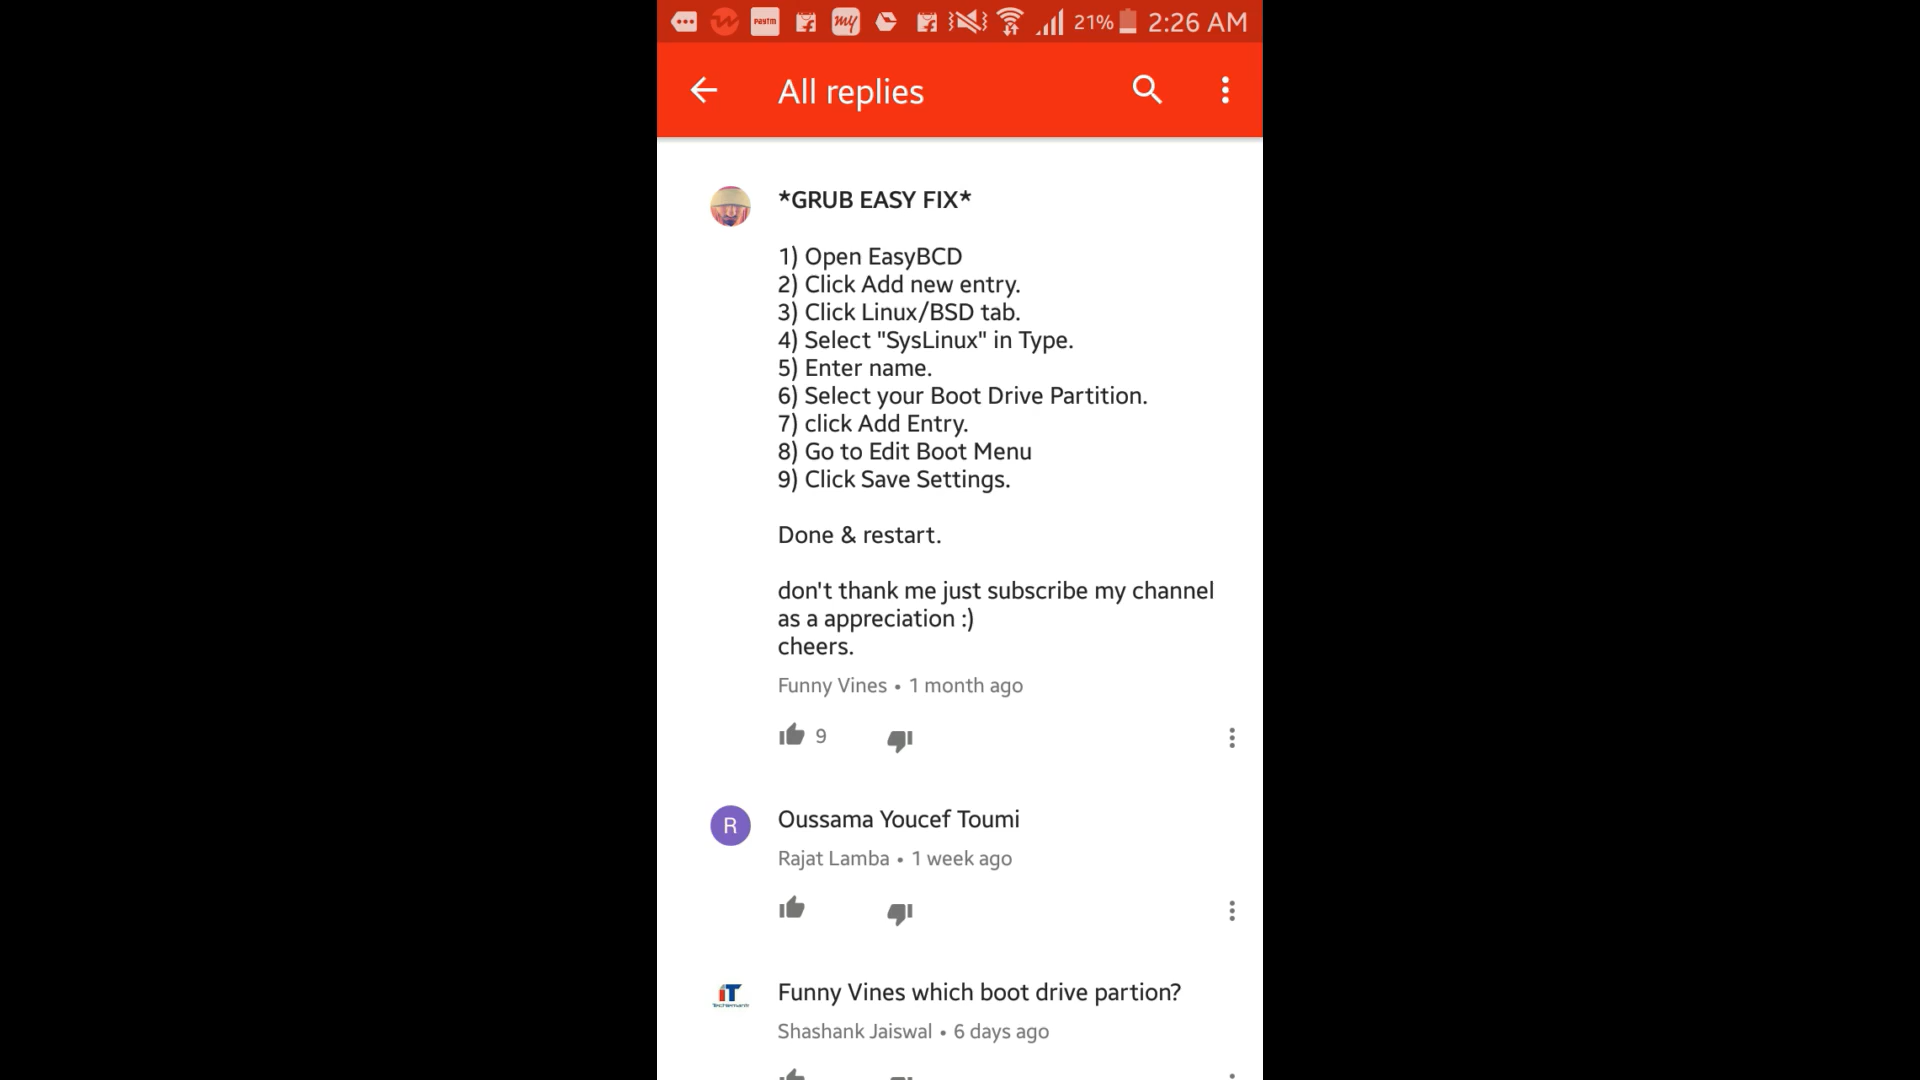 Paytm my 21% 2:26 AM
All replies
*GRUB EASY FIX*
1) Open EasyBCD
2) Click Add new entry.
3) Click Linux/BSD tab.
4) Select "SysLinux" in Type.
5) Enter name.
6) Select your Boot Drive Partition.
7) click Add Entry.
8) Go to Edit Boot Menu
9) Click Save Settings.
Done & restart.
don't thank me just subscribe my channel
as a appreciation :)
cheers.
Funny Vines • 1 month ago
9
R
Oussama Youcef Toumi
Rajat Lamba • 1 week ago
iT
Funny Vines which boot drive partion?
Shashank Jaiswal • 6 days ago